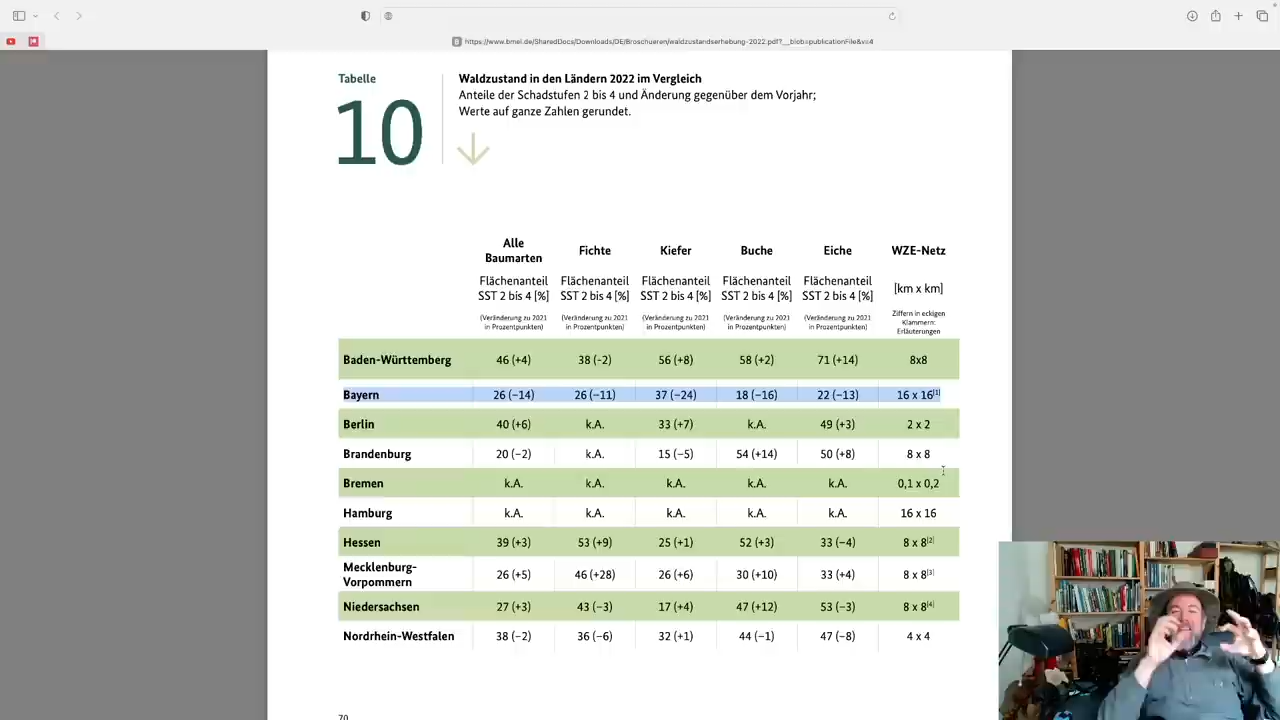 https://www.bmel.de/SharedDocs/Downloads/DE/Broschueren/waldzustandserhebung-2022.pdf?__blob=publicationFile&v=4
Tabelle
10
Waldzustand in den Ländern 2022 im Vergleich
Anteile der Schadstufen 2 bis 4 und Änderung gegenüber dem Vorjahr;
Werte auf ganze Zahlen gerundet.
Alle Baumarten Fichte Kiefer Buche Eiche WZE-Netz
Flächenanteil Flächenanteil Flächenanteil Flächenanteil Flächenanteil [km x km]
SST 2 bis 4 [%] SST 2 bis 4 [%] SST 2 bis 4 [%] SST 2 bis 4 [%] SST 2 bis 4 [%]
(Veränderung zu 2021 (Veränderung zu 2021 (Veränderung zu 2021 (Veränderung zu 2021 (Veränderung zu 2021 Ziffern in eckigen
in Prozentpunkten) in Prozentpunkten) in Prozentpunkten) in Prozentpunkten) in Prozentpunkten) Klammern:
Erläuterungen
Baden-Württemberg 46 (+4) 38 (-2) 56 (+8) 58 (+2) 71 (+14) 8x8
Bayern 26 (−14) 26 (−11) 37 (−24) 18 (−16) 22 (−13) 16 x 16[1]
Berlin 40 (+6) k.A. 33 (+7) k.A. 49 (+3) 2 x 2
Brandenburg 20 (−2) k.A. 15 (−5) 54 (+14) 50 (+8) 8 x 8
Bremen k.A. k.A. k.A. k.A. k.A. 0,1 x 0,2
Hamburg k.A. k.A. k.A. k.A. k.A. 16 x 16
Hessen 39 (+3) 53 (+9) 25 (+1) 52 (+3) 33 (−4) 8 x 8[2]
Mecklenburg-
Vorpommern 26 (+5) 46 (+28) 26 (+6) 30 (+10) 33 (+4) 8 x 8[3]
Niedersachsen 27 (+3) 43 (−3) 17 (+4) 47 (+12) 53 (−3) 8 x 8[4]
Nordrhein-Westfalen 38 (−2) 36 (−6) 32 (+1) 44 (−1) 47 (−8) 4 x 4
70